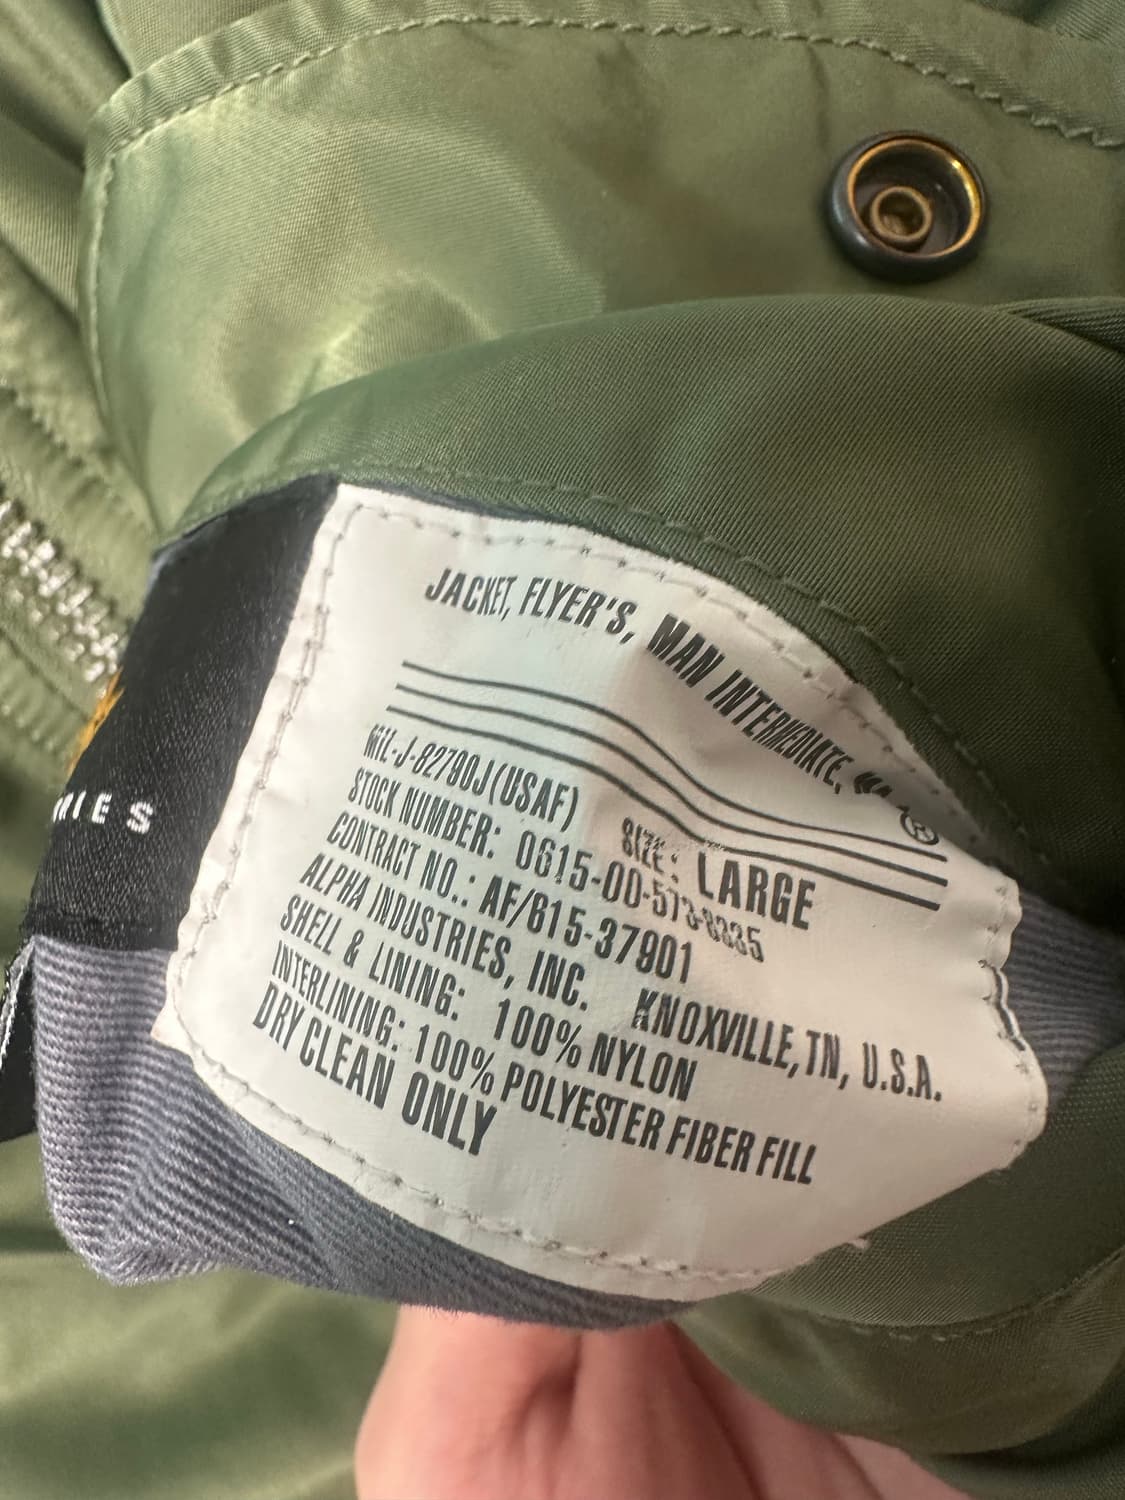 MIES
JACKET, FLYER'S, MAN INTERMEDIATE, ®
MIL-J-82790J(USAF)
SIZE: LARGE
STOCK NUMBER: 0615-00-573-8335
CONTRACT NO.: AF/815-37901
ALPHA INDUSTRIES, INC. KNOXVILLE, TN, U.S.A.
SHELL & LINING: 100% NYLON
INTERLINING: 100% POLYESTER FIBER FILL
DRY CLEAN ONLY